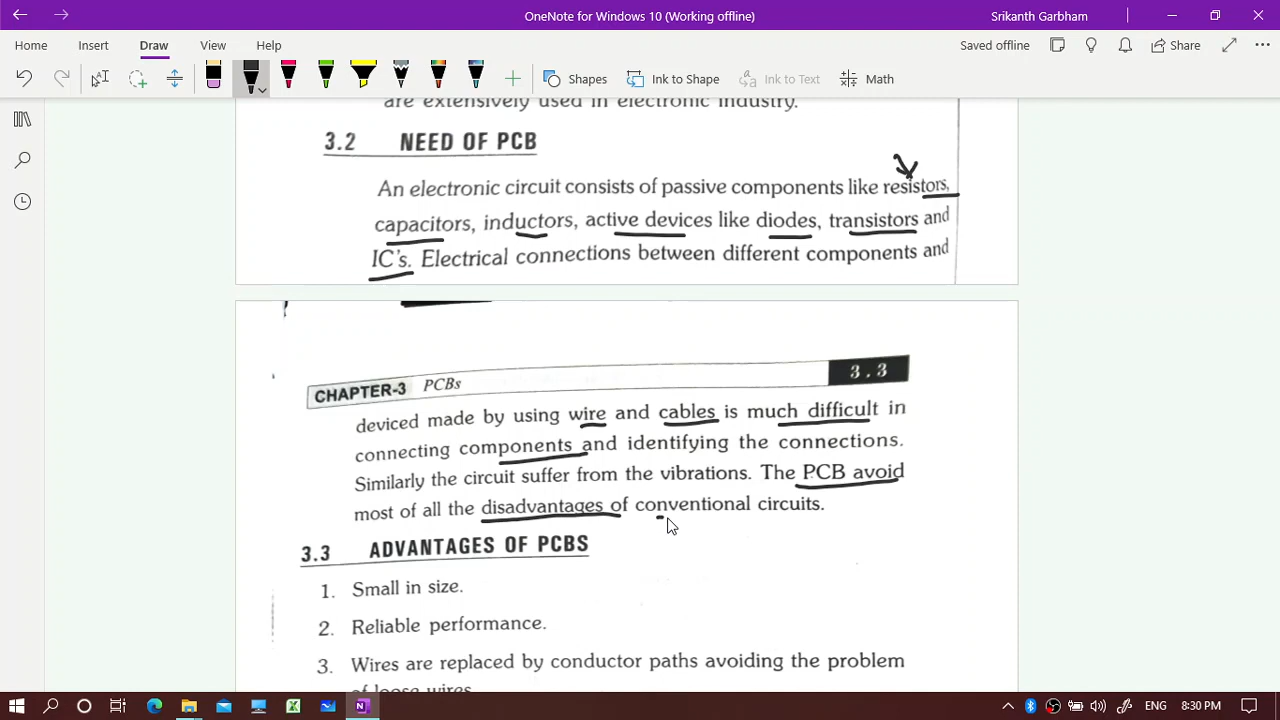 OneNote for Windows 10 (Working offline)
Srikanth Garbham
Home Insert Draw View Help
Saved offline
Share
Shapes
Ink to Shape
Ink to Text
Math
are extensively used in electronic industry.
3.2 NEED OF PCB
An electronic circuit consists of passive components like resistors,
capacitors, inductors, active devices like diodes, transistors and
IC's. Electrical connections between different components and
CHAPTER-3 PCBs 3.3
deviced made by using wire and cables is much difficult in
connecting components and identifying the connections.
Similarly the circuit suffer from the vibrations. The PCB avoid
most of all the disadvantages of conventional circuits.
3.3 ADVANTAGES OF PCBS
1. Small in size.
2. Reliable performance.
3. Wires are replaced by conductor paths avoiding the problem
of loose wires
ENG 8:30 PM